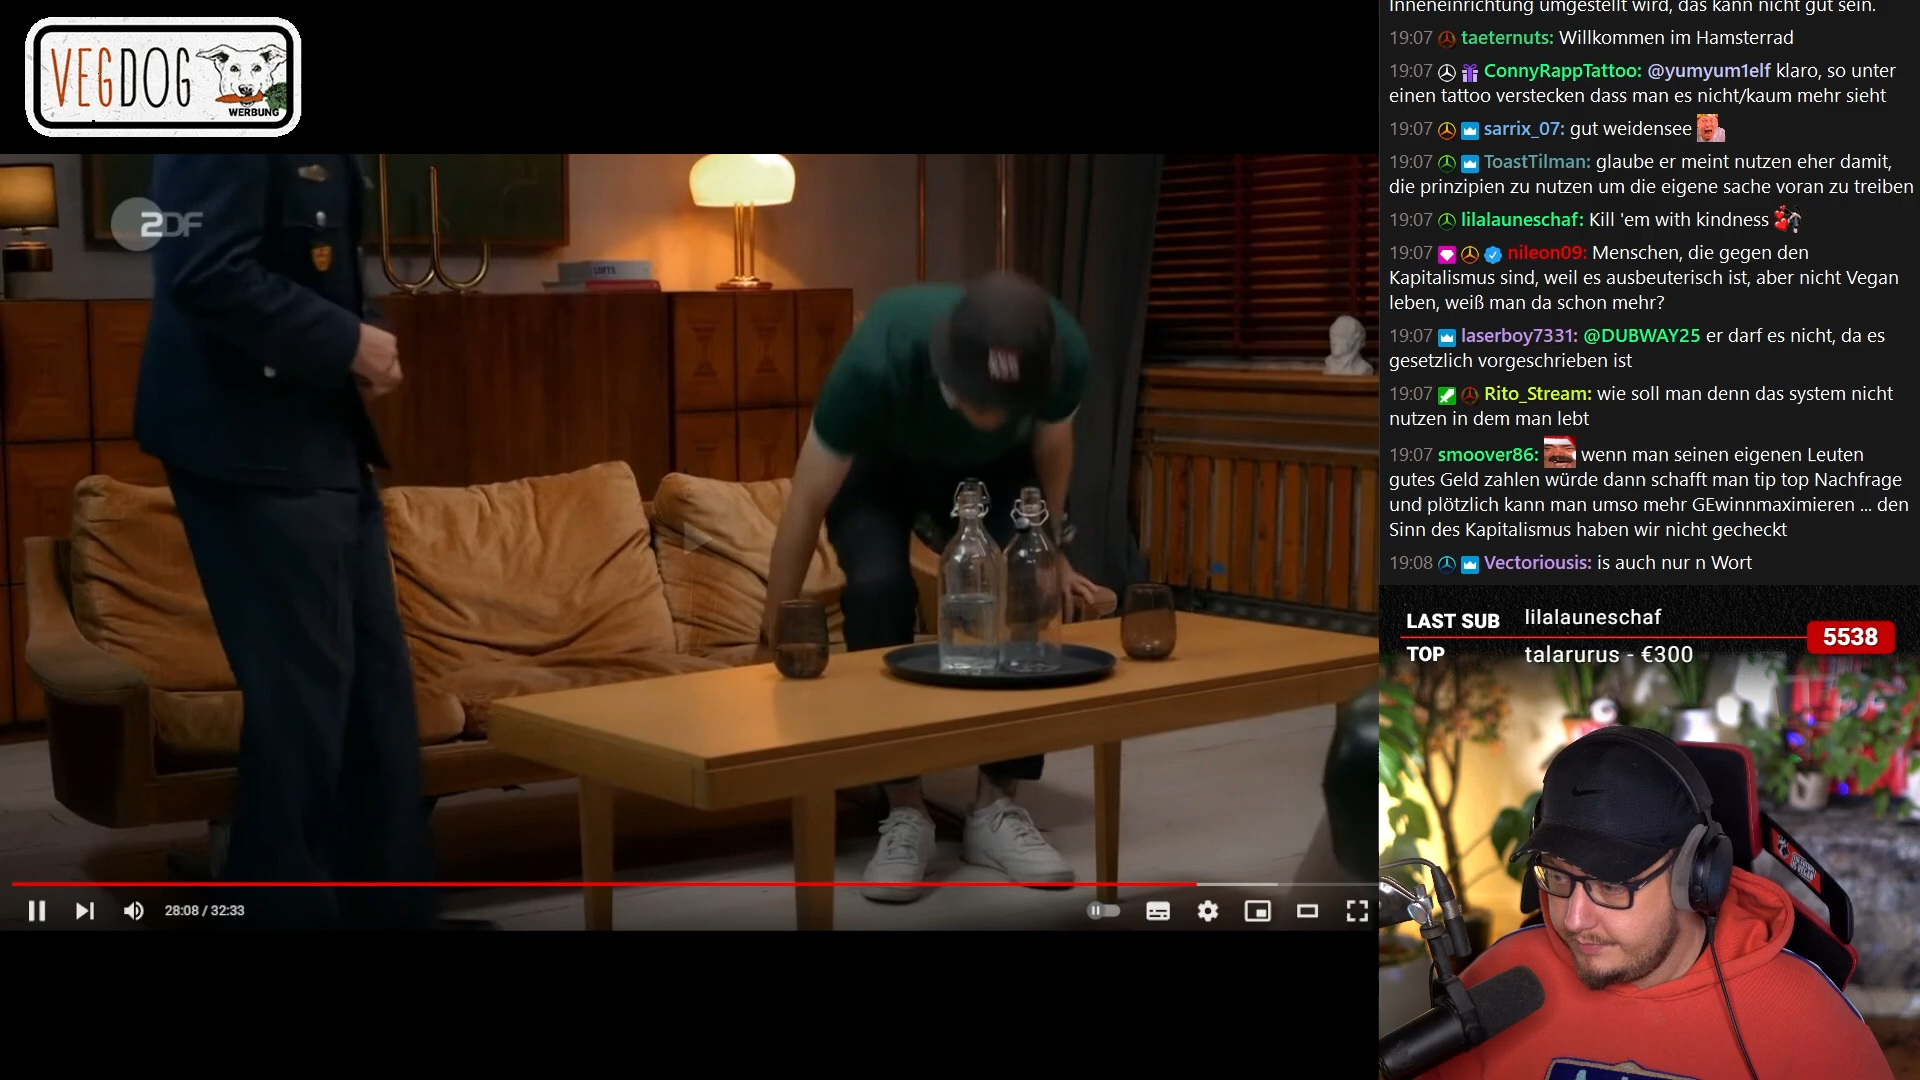 VEGDOG
WERBUNG
ZDF
LOFTS
28:08 / 32:33
Inneneinrichtung umgestellt wird, das kann nicht gut sein.
19:07 taeternuts: Willkommen im Hamsterrad
19:07 ConnyRappTattoo: @yumyum1elf klaro, so unter
einen tattoo verstecken dass man es nicht/kaum mehr sieht
19:07 sarrix_07: gut weidensee
19:07 ToastTilman: glaube er meint nutzen eher damit,
die prinzipien zu nutzen um die eigene sache voran zu treiben
19:07 lilalauneschaf: Kill 'em with kindness
19:07 nileon09: Menschen, die gegen den
Kapitalismus sind, weil es ausbeuterisch ist, aber nicht Vegan
leben, weiß man da schon mehr?
19:07 laserboy7331: @DUBWAY25 er darf es nicht, da es
gesetzlich vorgeschrieben ist
19:07 Rito_Stream: wie soll man denn das system nicht
nutzen in dem man lebt
19:07 smoover86: wenn man seinen eigenen Leuten
gutes Geld zahlen würde dann schafft man tip top Nachfrage
und plötzlich kann man umso mehr GEwinnmaximieren ... den
Sinn des Kapitalismus haben wir nicht gecheckt
19:08 Vectoriousis: is auch nur n Wort
LAST SUB lilalauneschaf
5538
TOP talarurus - €300